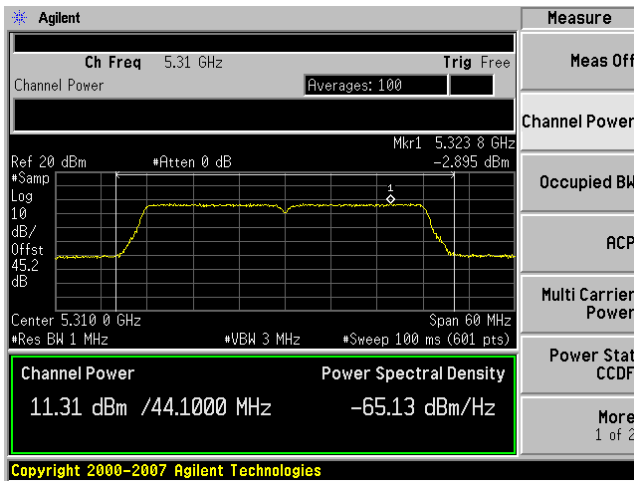 Agilent
Measure
Ch Freq 5.31 GHz Trig Free
Channel Power Averages: 100
Mkr1 5.323 8 GHz
Ref 20 dBm #Atten 0 dB -2.895 dBm
#Samp
Log
10
dB/
Offst
45.2
dB
1
Center 5.310 0 GHz Span 60 MHz
#Res BW 1 MHz #VBW 3 MHz #Sweep 100 ms (601 pts)
Channel Power Power Spectral Density
11.31 dBm /44.1000 MHz -65.13 dBm/Hz
Copyright 2000-2007 Agilent Technologies
Meas Off
Channel Power
Occupied BW
ACP
Multi Carrier
Power
Power Stat
CCDF
More
1 of 2